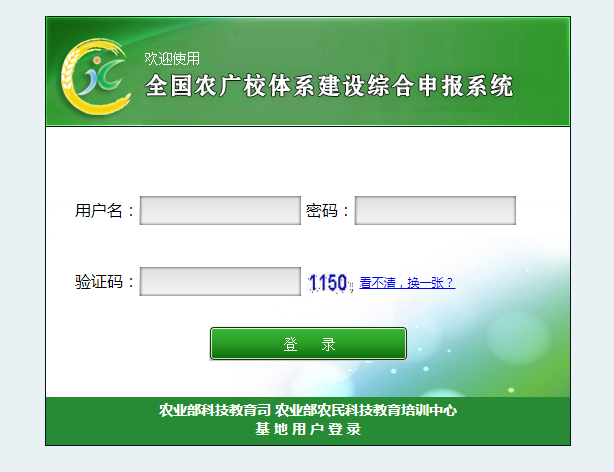 欢迎使用
全国农广校体系建设综合申报系统
用户名： 密码：
验证码： 1150 看不清，换一张？
登 录
农业部科技教育司 农业部农民科技教育培训中心
基 地 用 户 登 录